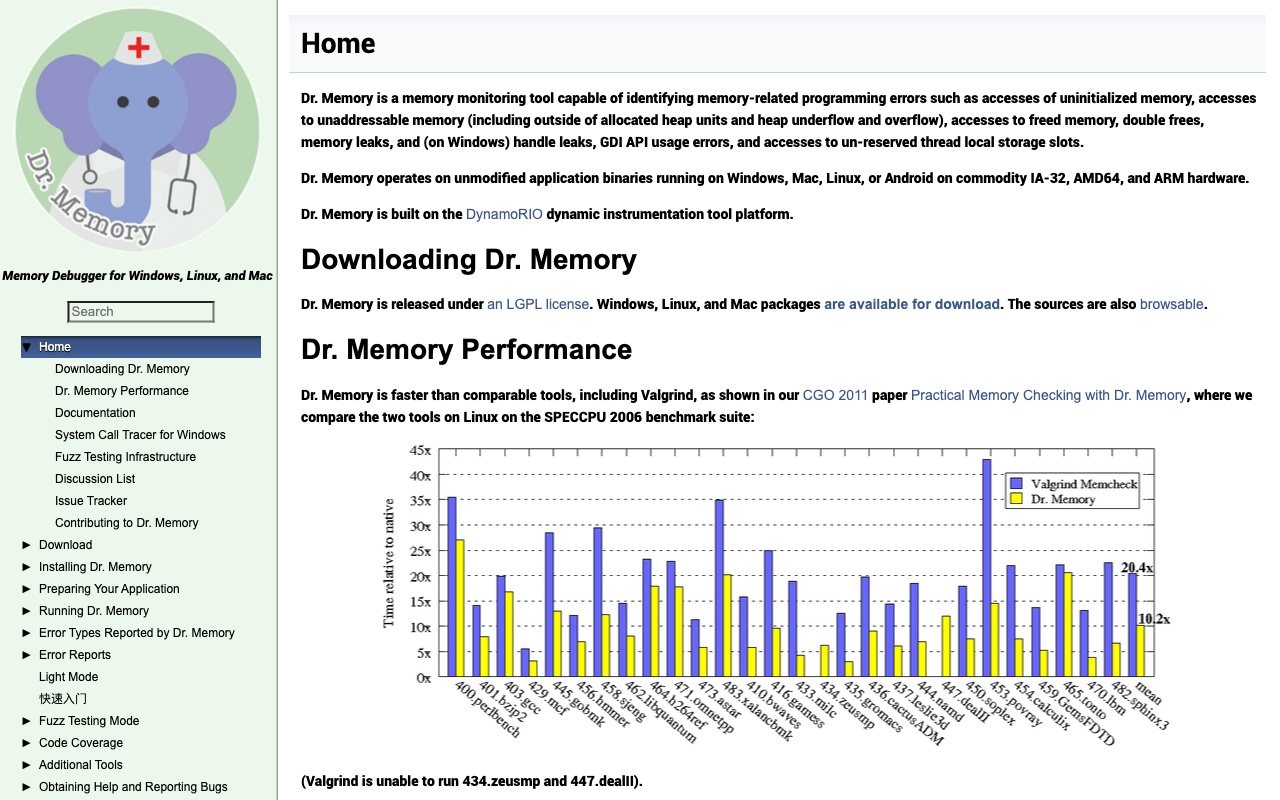 Dr. Memory
Memory Debugger for Windows, Linux, and Mac
Search
▼ Home
Downloading Dr. Memory
Dr. Memory Performance
Documentation
System Call Tracer for Windows
Fuzz Testing Infrastructure
Discussion List
Issue Tracker
Contributing to Dr. Memory
► Download
► Installing Dr. Memory
► Preparing Your Application
► Running Dr. Memory
► Error Types Reported by Dr. Memory
► Error Reports
Light Mode
快速入门
► Fuzz Testing Mode
► Code Coverage
► Additional Tools
► Obtaining Help and Reporting Bugs
Home
Dr. Memory is a memory monitoring tool capable of identifying memory-related programming errors such as accesses of uninitialized memory, accesses
to unaddressable memory (including outside of allocated heap units and heap underflow and overflow), accesses to freed memory, double frees,
memory leaks, and (on Windows) handle leaks, GDI API usage errors, and accesses to un-reserved thread local storage slots.
Dr. Memory operates on unmodified application binaries running on Windows, Mac, Linux, or Android on commodity IA-32, AMD64, and ARM hardware.
Dr. Memory is built on the DynamoRIO dynamic instrumentation tool platform.
Downloading Dr. Memory
Dr. Memory is released under an LGPL license. Windows, Linux, and Mac packages are available for download. The sources are also browsable.
Dr. Memory Performance
Dr. Memory is faster than comparable tools, including Valgrind, as shown in our CGO 2011 paper Practical Memory Checking with Dr. Memory, where we
compare the two tools on Linux on the SPECCPU 2006 benchmark suite:
Time relative to native
45x
40x
35x
30x
25x
20x
15x
10x
5x
0x
Valgrind Memcheck
Dr. Memory
20.4x
10.2x
400.perlbench
401.bzip2
403.gcc
429.mcf
445.gobmk
456.hmmer
458.sjeng
462.libquantum
464.h264ref
471.omnetpp
473.astar
483.xalancbmk
410.bwaves
416.gamess
433.milc
434.zeusmp
435.gromacs
436.cactusADM
437.leslie3d
444.namd
447.dealII
450.soplex
453.povray
454.calculix
459.GemsFDTD
465.tonto
470.lbm
482.sphinx3
mean
(Valgrind is unable to run 434.zeusmp and 447.dealII).